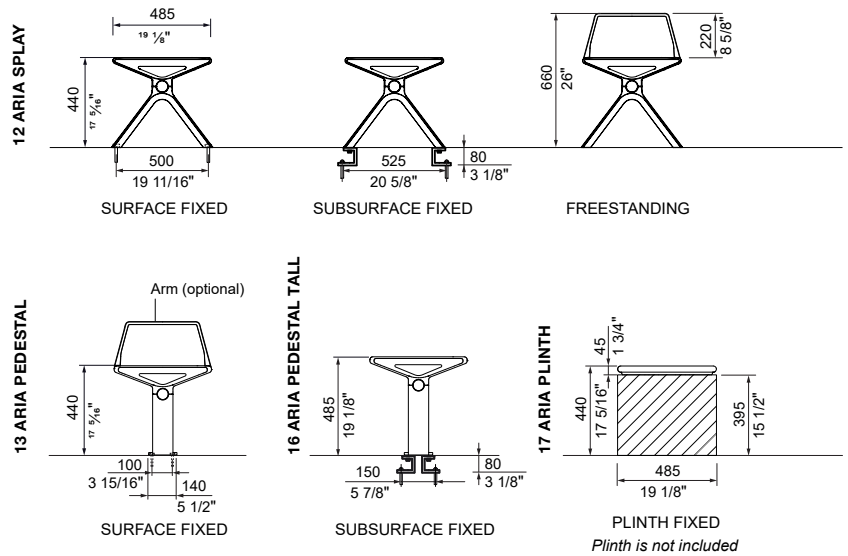 12 ARIA SPLAY
485
19 1/8"
440
17 5/16"
500
19 11/16"
SURFACE FIXED
525
20 5/8"
80
3 1/8"
SUBSURFACE FIXED
660
26"
220
8 5/8"
FREESTANDING
13 ARIA PEDESTAL
Arm (optional)
440
17 5/16"
100
3 15/16"
140
5 1/2"
SURFACE FIXED
16 ARIA PEDESTAL TALL
485
19 1/8"
150
5 7/8"
80
3 1/8"
SUBSURFACE FIXED
17 ARIA PLINTH
45
1 3/4"
440
17 5/16"
395
15 1/2"
485
19 1/8"
PLINTH FIXED
Plinth is not included